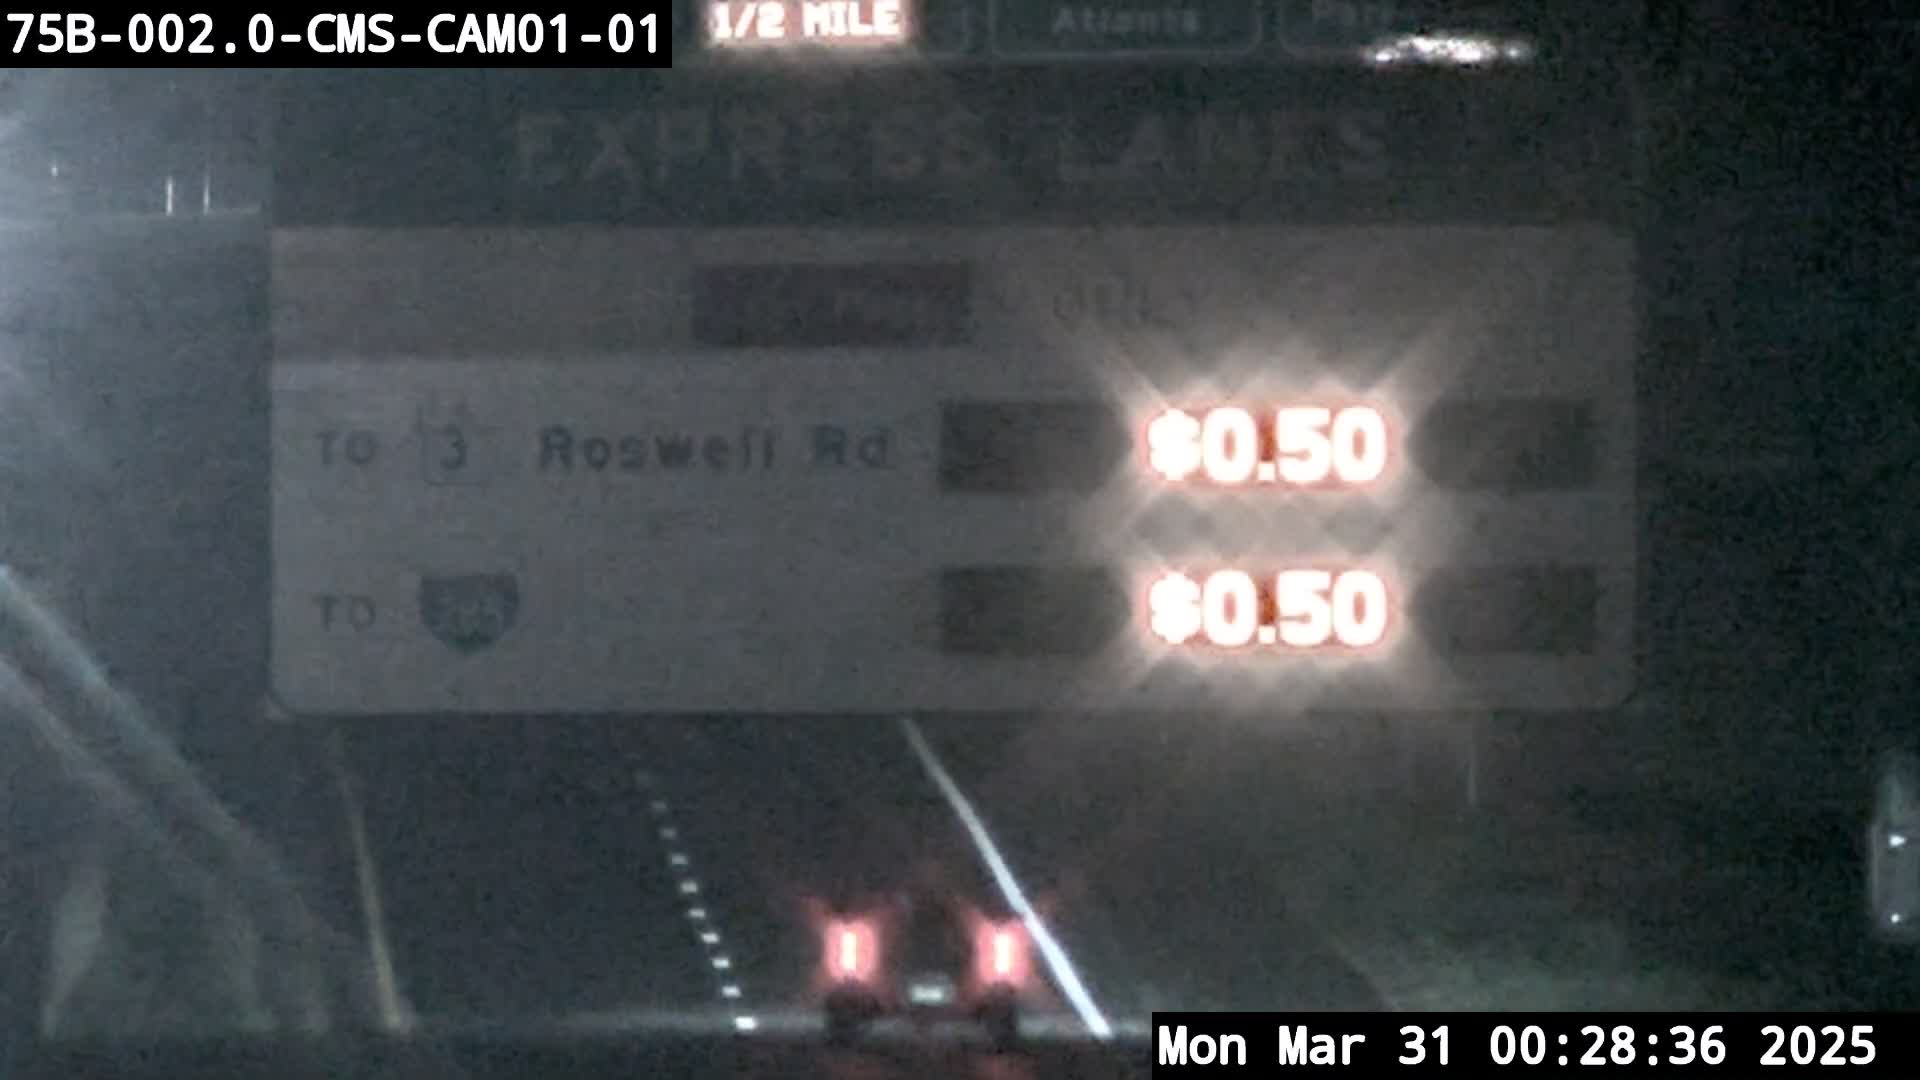 75B-002.0-CMS-CAM01-01
1/2 MILE
Atlanta
EXPRESS LANES
ONLY
TO 3 Roswell Rd $0.50
TO $0.50
Mon Mar 31 00:28:36 2025